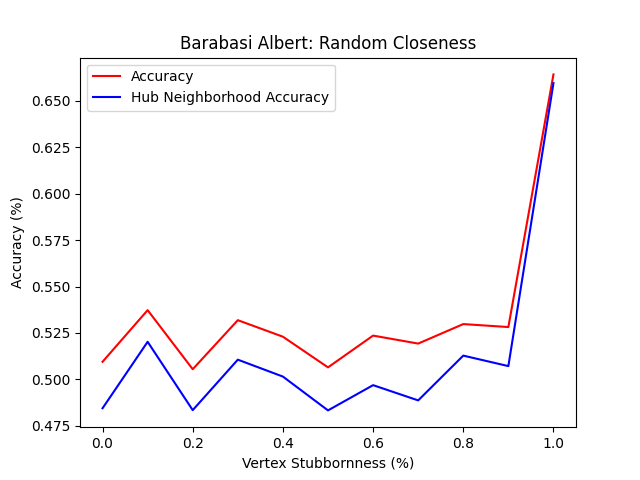 Barabasi Albert: Random Closeness
Accuracy
Hub Neighborhood Accuracy
Accuracy (%)
0.650
0.625
0.600
0.575
0.550
0.525
0.500
0.475
0.0 0.2 0.4 0.6 0.8 1.0
Vertex Stubbornness (%)